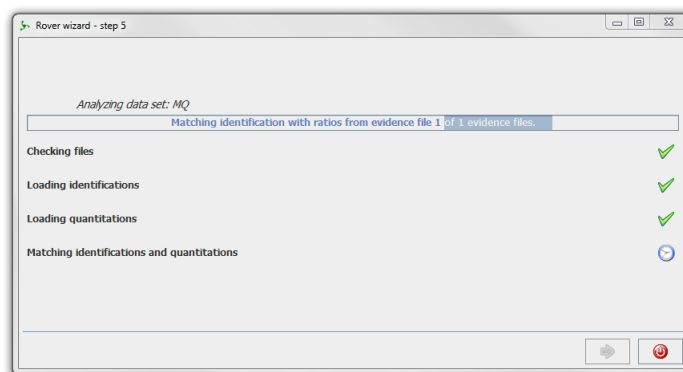 Rover wizard - step 5
Analyzing data set: MQ
Matching identification with ratios from evidence file 1 of 1 evidence files.
Checking files
Loading identifications
Loading quantitations
Matching identifications and quantitations